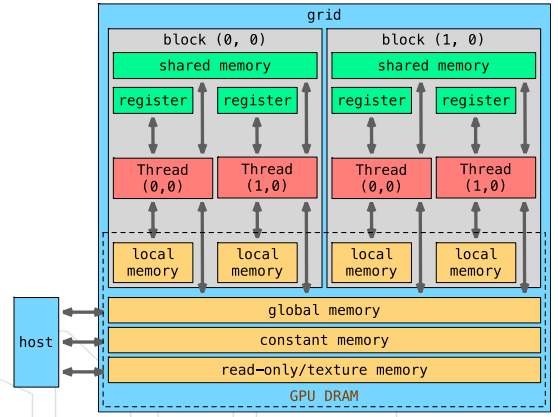 grid
block (0, 0)
block (1, 0)
shared memory
shared memory
register
register
register
register
Thread
(0,0)
Thread
(1,0)
Thread
(0,0)
Thread
(1,0)
local
memory
local
memory
local
memory
local
memory
host
global memory
constant memory
read-only/texture memory
GPU DRAM